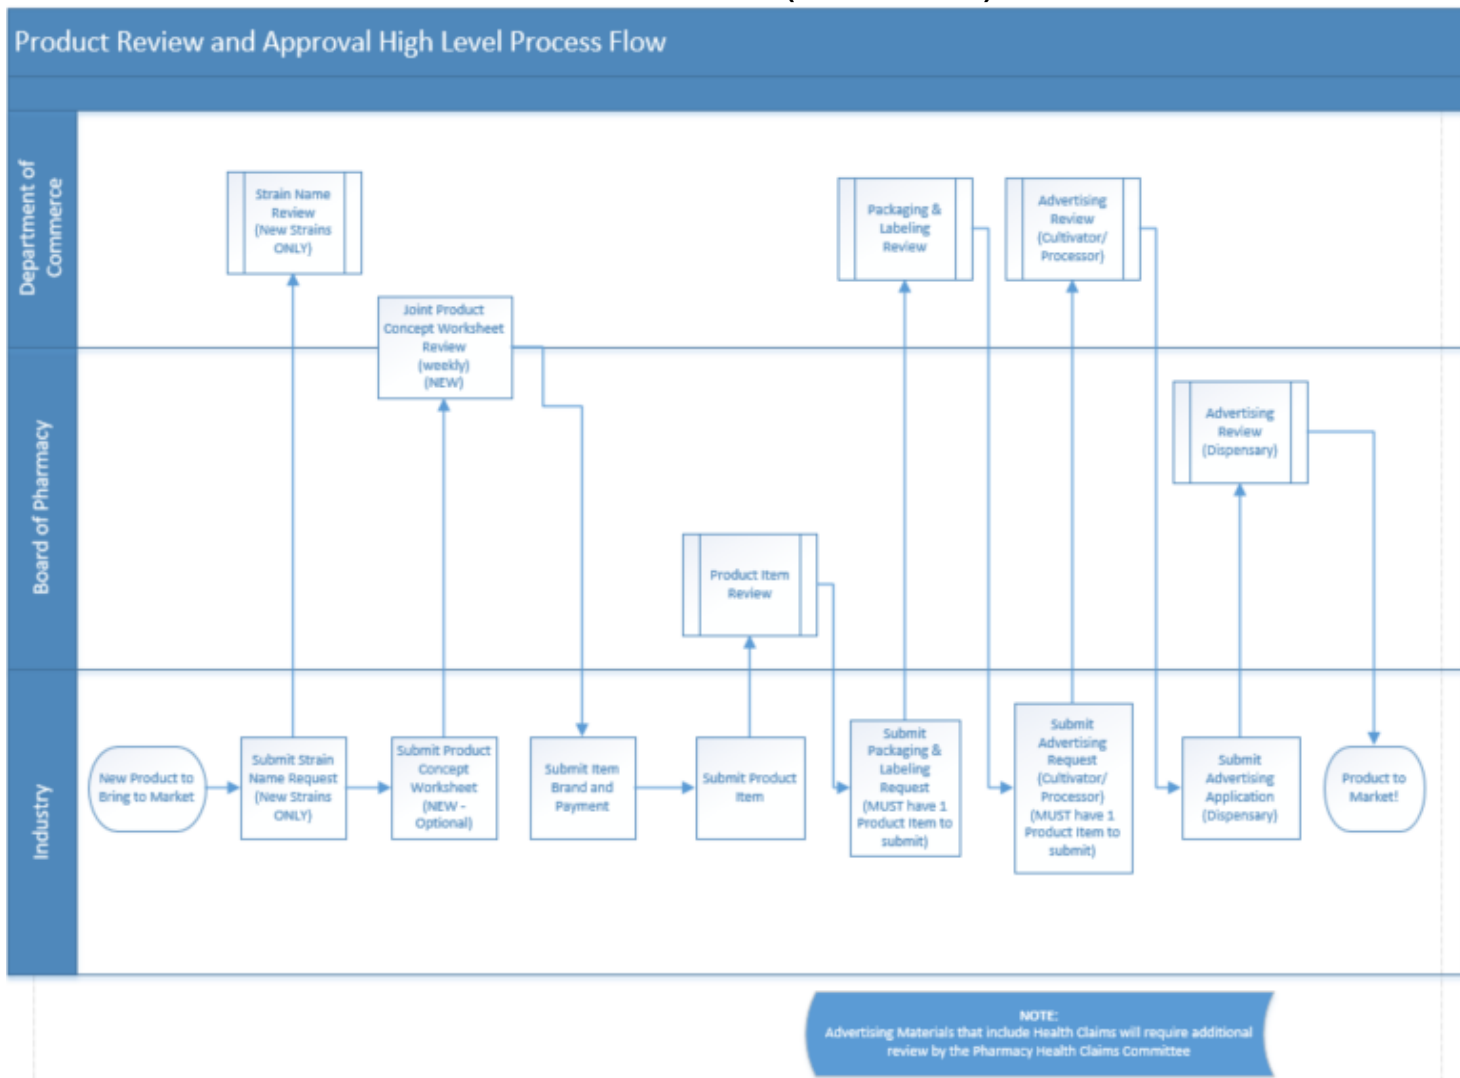 Product Review and Approval High Level Process Flow
Department of
Commerce
Strain Name
Review
(New Strains
ONLY)
Packaging &
Labeling
Review
Advertising
Review
(Cultivator/
Processor)
Joint Product
Concept Worksheet
Review
(weekly)
(NEW)
Board of Pharmacy
Advertising
Review
(Dispensary)
Product Item
Review
Industry
New Product to
Bring to Market
Submit Strain
Name Request
(New Strains
ONLY)
Submit Product
Concept
Worksheet
(NEW -
Optional)
Submit Item
Brand and
Payment
Submit Product
Item
Submit
Packaging &
Labeling
Request
(MUST have 1
Product Item to
submit)
Submit
Advertising
Request
(Cultivator/
Processor)
(MUST have 1
Product Item to
submit)
Submit
Advertising
Application
(Dispensary)
Product to
Market!
NOTE:
Advertising Materials that include Health Claims will require additional
review by the Pharmacy Health Claims Committee